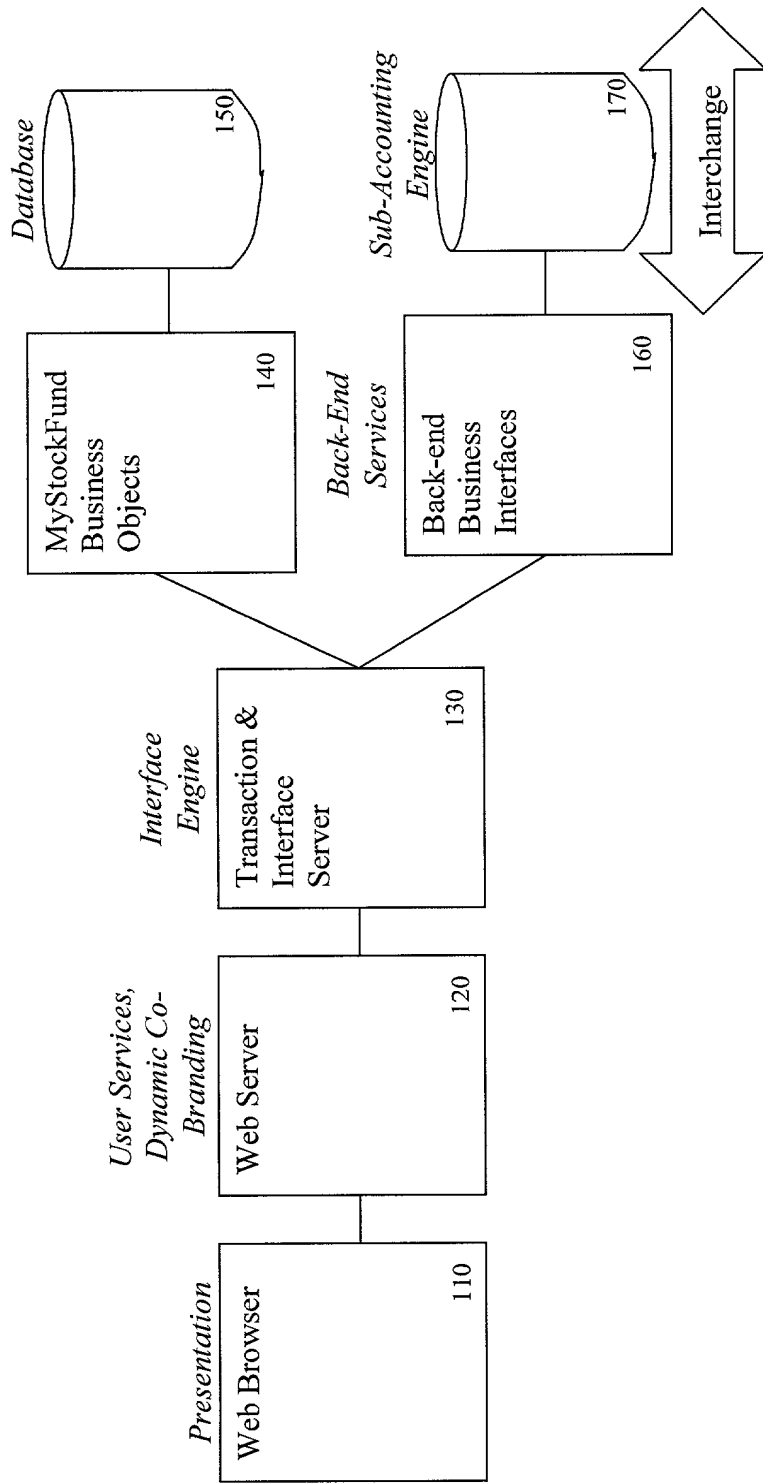 Presentation
Web Browser
110
User Services,
Dynamic Co-
Branding
Web Server
120
Interface
Engine
Transaction &
Interface
Server
130
MyStockFund
Business
Objects
140
Database
150
Back-End
Services
Back-end
Business
Interfaces
160
Sub-Accounting
Engine
170
Interchange